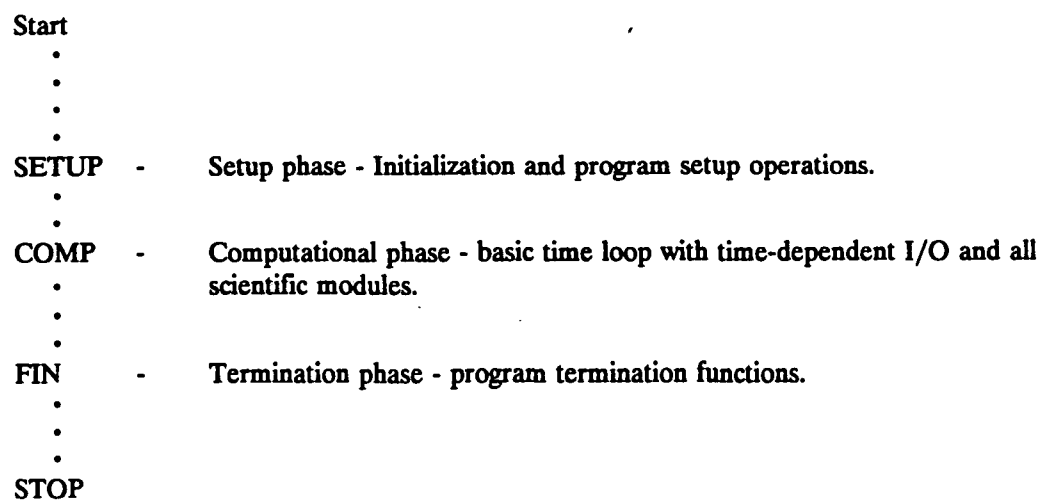 Start
•
•
•
•
SETUP - Setup phase - Initialization and program setup operations.
•
•
COMP - Computational phase - basic time loop with time-dependent I/O and all
• scientific modules.
•
•
FIN - Termination phase - program termination functions.
•
•
•
STOP